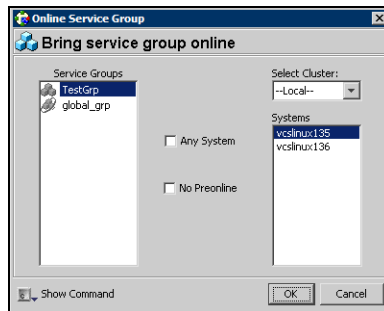 Online Service Group
Bring service group online
Service Groups
TestGrp
global_grp
Any System
No Preonline
Select Cluster:
--Local--
Systems
vcslinux135
vcslinux136
Show Command
OK
Cancel